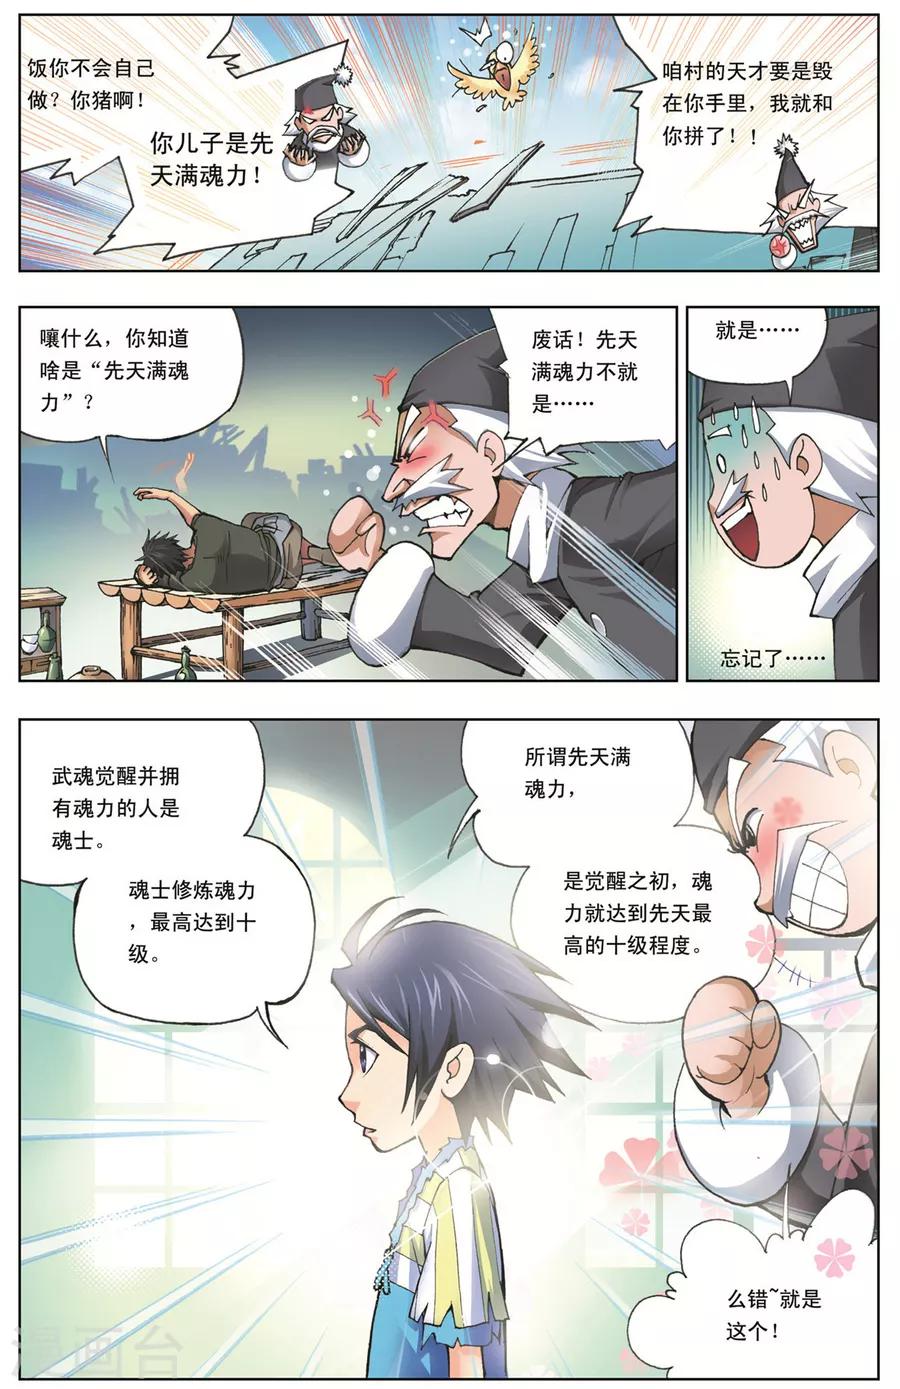 饭你不会自己
做？你猪啊！
你儿子是先
天满魂力！
咱村的天才要是毁
在你手里，我就和
你拼了！！
嚷什么，你知道
啥是“先天满魂
力”？
废话！先天
满魂力不就
是……
就是……
忘记了……
武魂觉醒并拥
有魂力的人是
魂士。
魂士修炼魂力
，最高达到十
级。
所谓先天满
魂力，
是觉醒之初，魂
力就达到先天最
高的十级程度。
么错~就是
这个！
漫画台